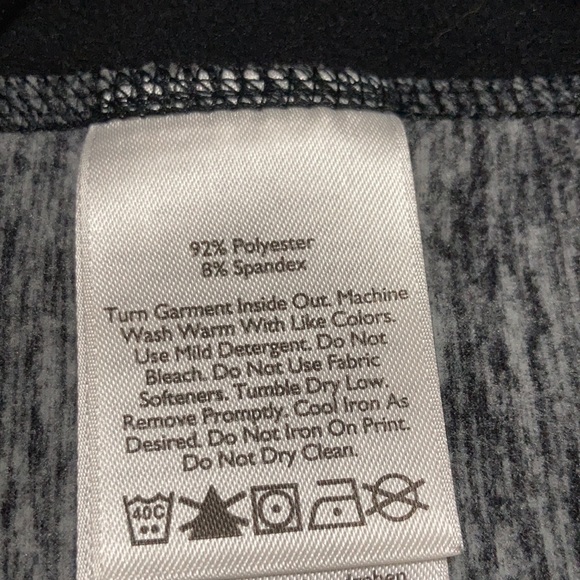 92% Polyester
8% Spandex
Turn Garment Inside Out. Machine
Wash Warm With Like Colors.
Use Mild Detergent. Do Not
Bleach. Do Not Use Fabric
Softeners. Tumble Dry Low.
Remove Promptly. Cool Iron As
Desired. Do Not Iron On Print.
Do Not Dry Clean.
40C